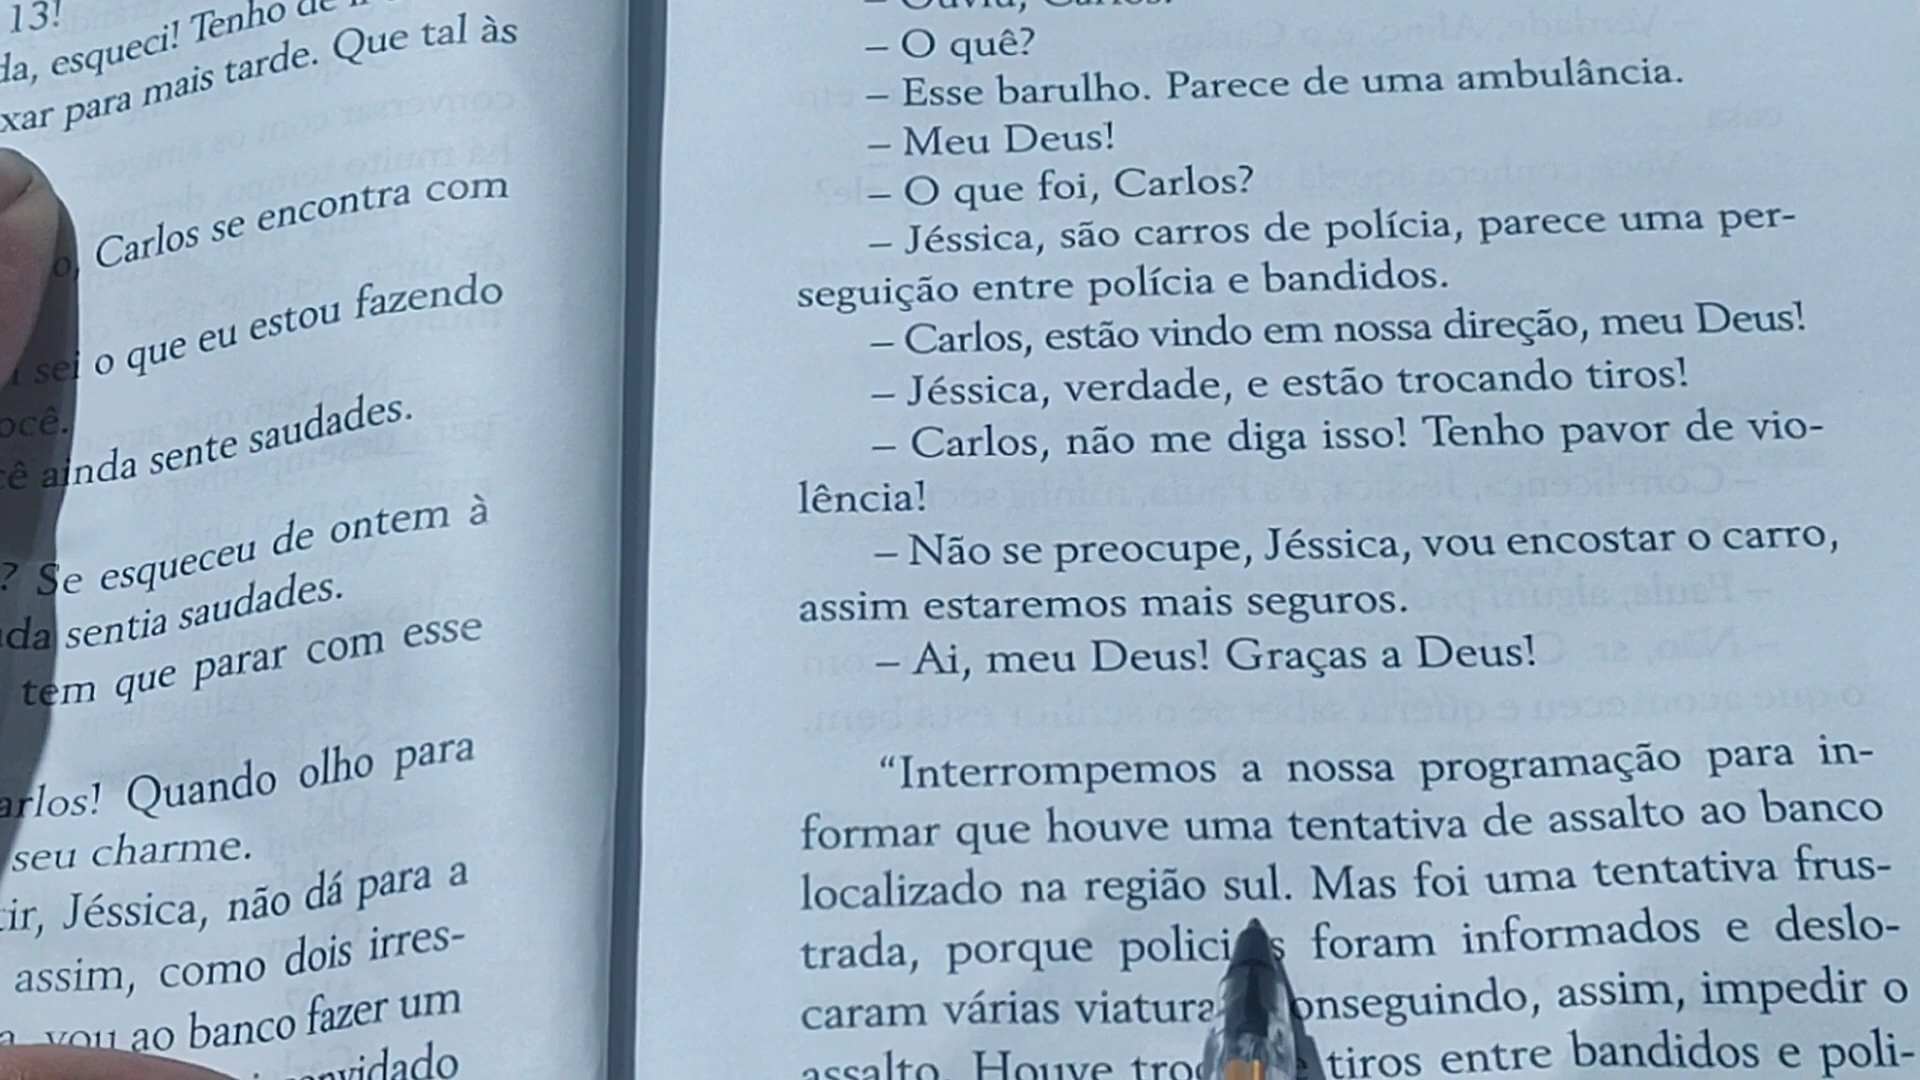 13!
da, esqueci! Tenho de
xar para mais tarde. Que tal às
o, Carlos se encontra com
sei o que eu estou fazendo
ocê.
cê ainda sente saudades.
? Se esqueceu de ontem à
da sentia saudades.
tem que parar com esse
arlos! Quando olho para
seu charme.
tir, Jéssica, não dá para a
assim, como dois irres-
vou ao banco fazer um
nvidado
– O quê?
– Esse barulho. Parece de uma ambulância.
– Meu Deus!
– O que foi, Carlos?
– Jéssica, são carros de polícia, parece uma per-
seguição entre polícia e bandidos.
– Carlos, estão vindo em nossa direção, meu Deus!
– Jéssica, verdade, e estão trocando tiros!
– Carlos, não me diga isso! Tenho pavor de vio-
lência!
– Não se preocupe, Jéssica, vou encostar o carro,
assim estaremos mais seguros.
– Ai, meu Deus! Graças a Deus!
“Interrompemos a nossa programação para in-
formar que houve uma tentativa de assalto ao banco
localizado na região sul. Mas foi uma tentativa frus-
trada, porque polici s foram informados e deslo-
caram várias viatura onseguindo, assim, impedir o
assalto. Houve tro tiros entre bandidos e poli-